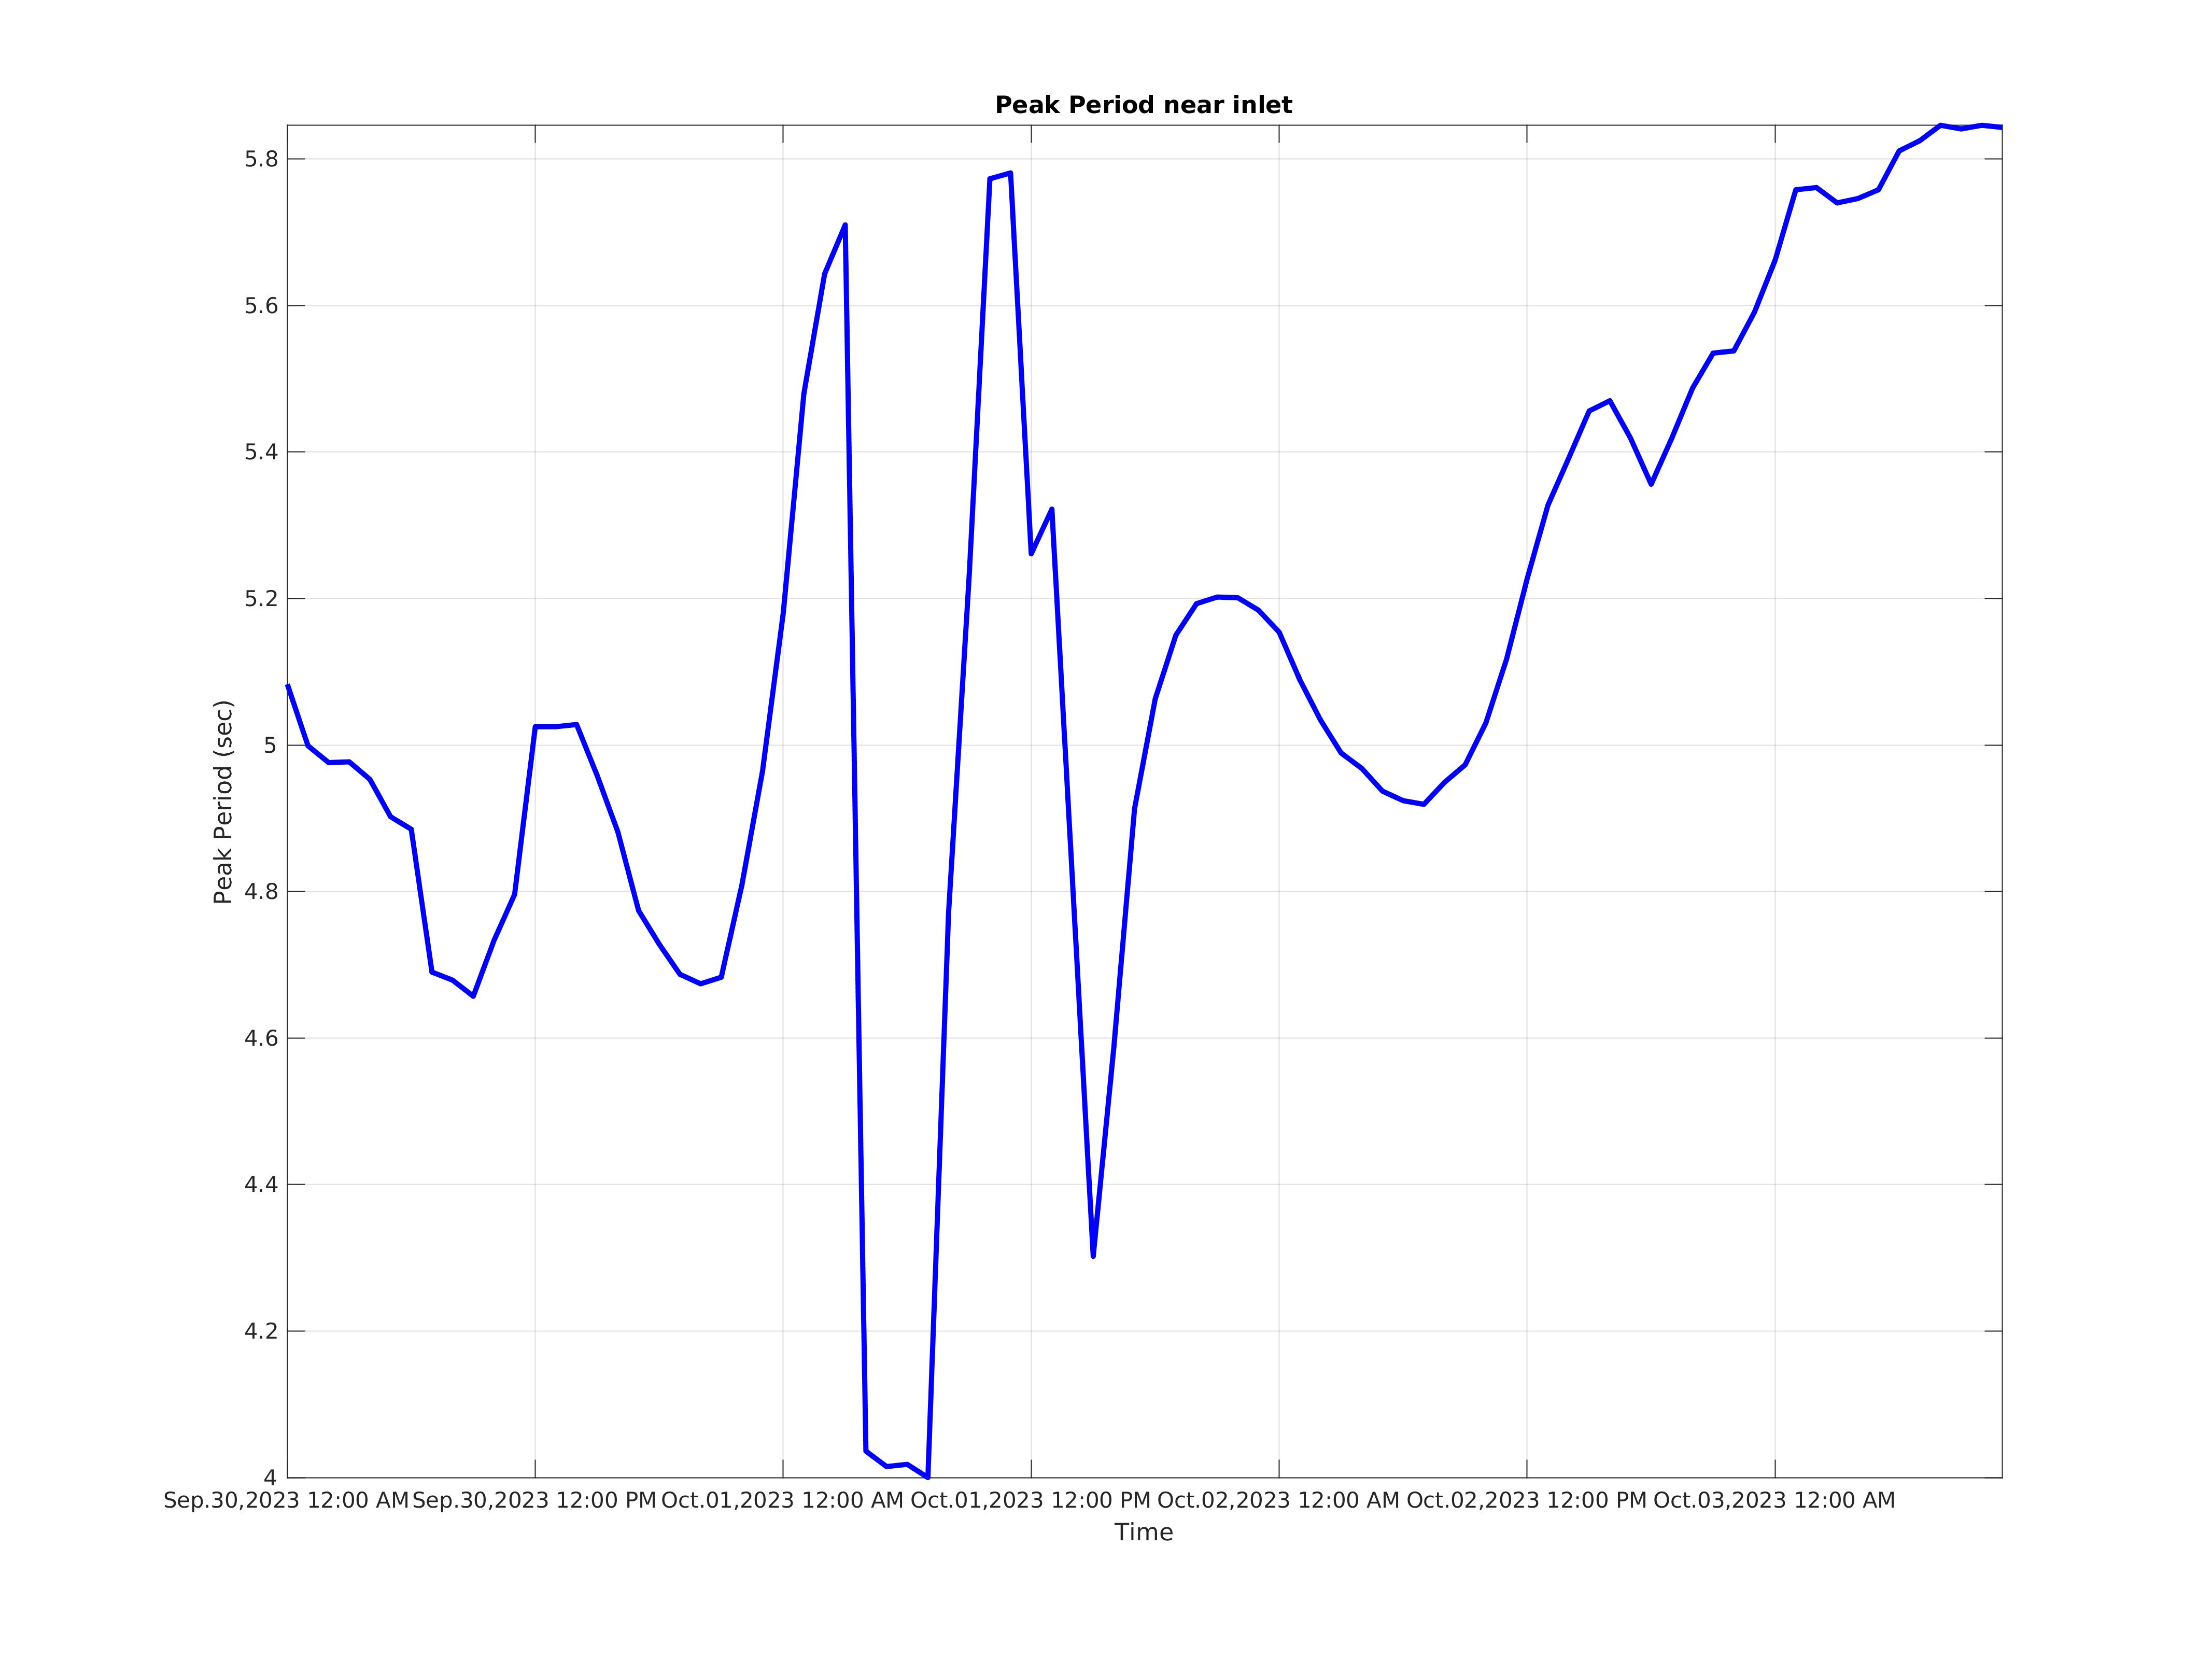 Peak Period near inlet
Peak Period (sec)
5.8
5.6
5.4
5.2
5
4.8
4.6
4.4
4.2
4
Sep.30,2023 12:00 AM Sep.30,2023 12:00 PM Oct.01,2023 12:00 AM Oct.01,2023 12:00 PM Oct.02,2023 12:00 AM Oct.02,2023 12:00 PM Oct.03,2023 12:00 AM
Time